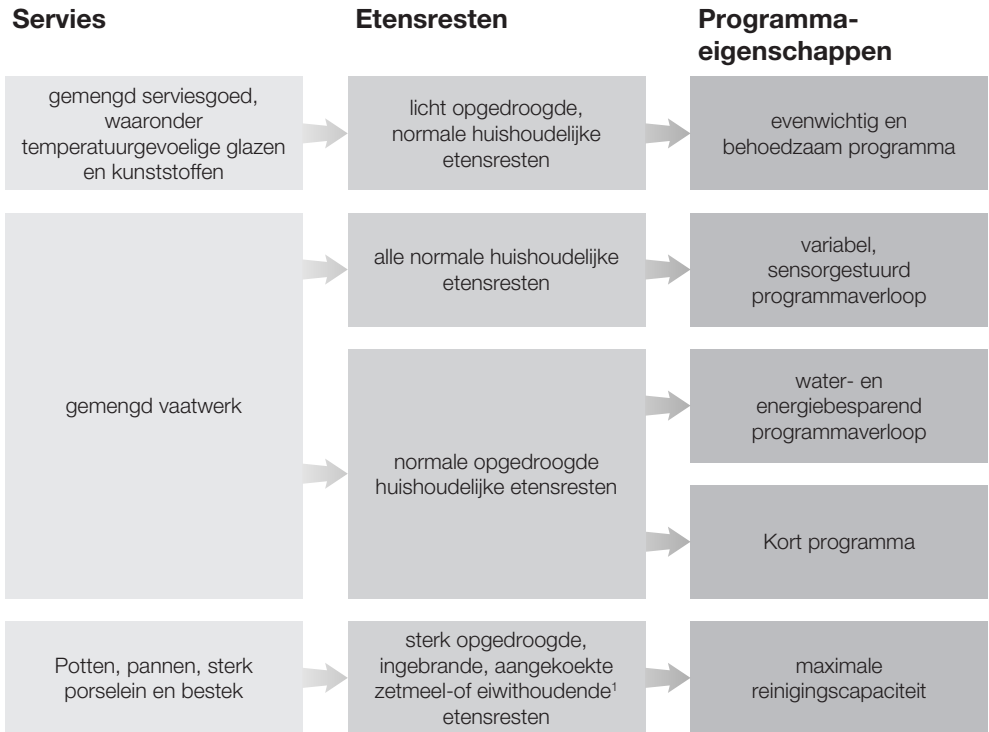 Servies
Etensresten
Programma-
eigenschappen
gemengd serviesgoed,
waaronder
temperatuurgevoelige glazen
en kunststoffen
licht opgedroogde,
normale huishoudelijke
etensresten
evenwichtig en
behoedzaam programma
gemengd vaatwerk
alle normale huishoudelijke
etensresten
variabel,
sensorgestuurd
programmaverloop
normale opgedroogde
huishoudelijke etensresten
water- en
energiebesparend
programmaverloop
Kort programma
Potten, pannen, sterk
porselein en bestek
sterk opgedroogde,
ingebrande, aangekoekte
zetmeel-of eiwithoudende¹
etensresten
maximale
reinigingscapaciteit